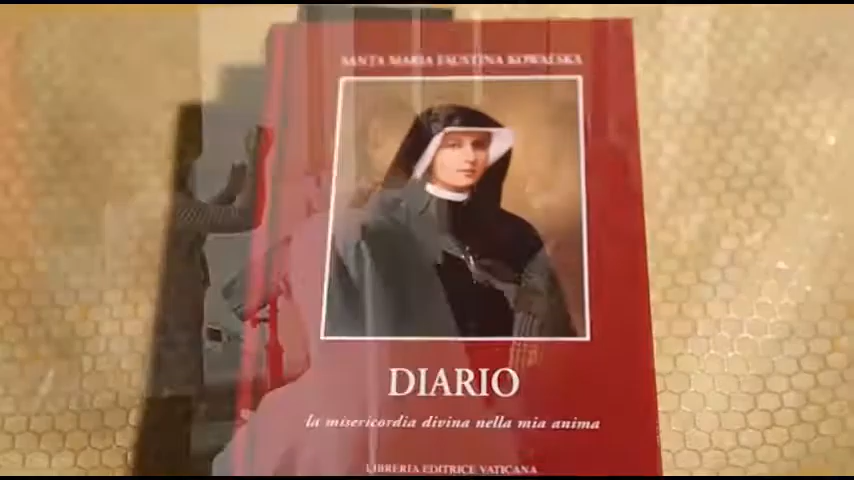 SANTA MARIA FAUSTINA KOWALSKA
DIARIO
la misericordia divina nella mia anima
LIBRERIA EDITRICE VATICANA